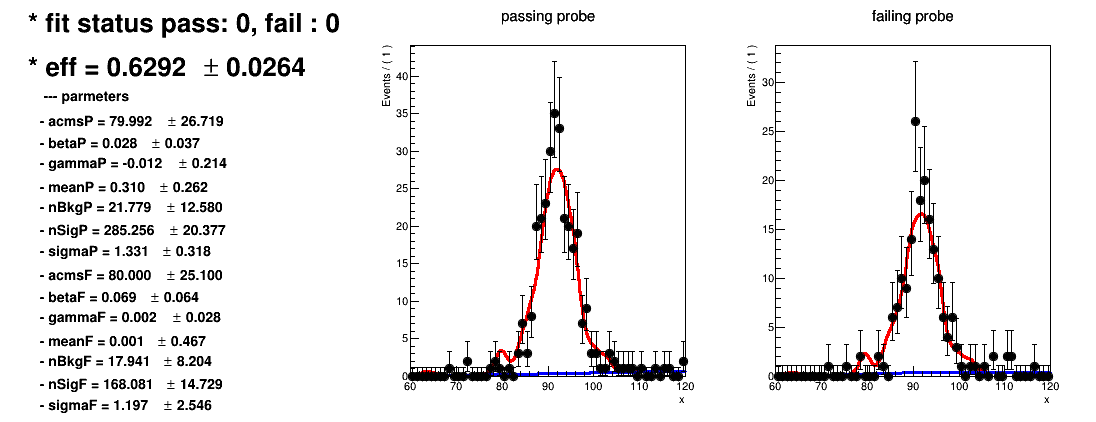 * fit status pass: 0, fail : 0
* eff = 0.6292 ± 0.0264
--- parmeters
- acmsP = 79.992 ± 26.719
- betaP = 0.028 ± 0.037
- gammaP = -0.012 ± 0.214
- meanP = 0.310 ± 0.262
- nBkgP = 21.779 ± 12.580
- nSigP = 285.256 ± 20.377
- sigmaP = 1.331 ± 0.318
- acmsF = 80.000 ± 25.100
- betaF = 0.069 ± 0.064
- gammaF = 0.002 ± 0.028
- meanF = 0.001 ± 0.467
- nBkgF = 17.941 ± 8.204
- nSigF = 168.081 ± 14.729
- sigmaF = 1.197 ± 2.546
passing probe
Events / ( 1 )
40
35
30
25
20
15
10
5
0
60 70 80 90 100 110 120
x
failing probe
Events / ( 1 )
30
25
20
15
10
5
0
60 70 80 90 100 110 120
x